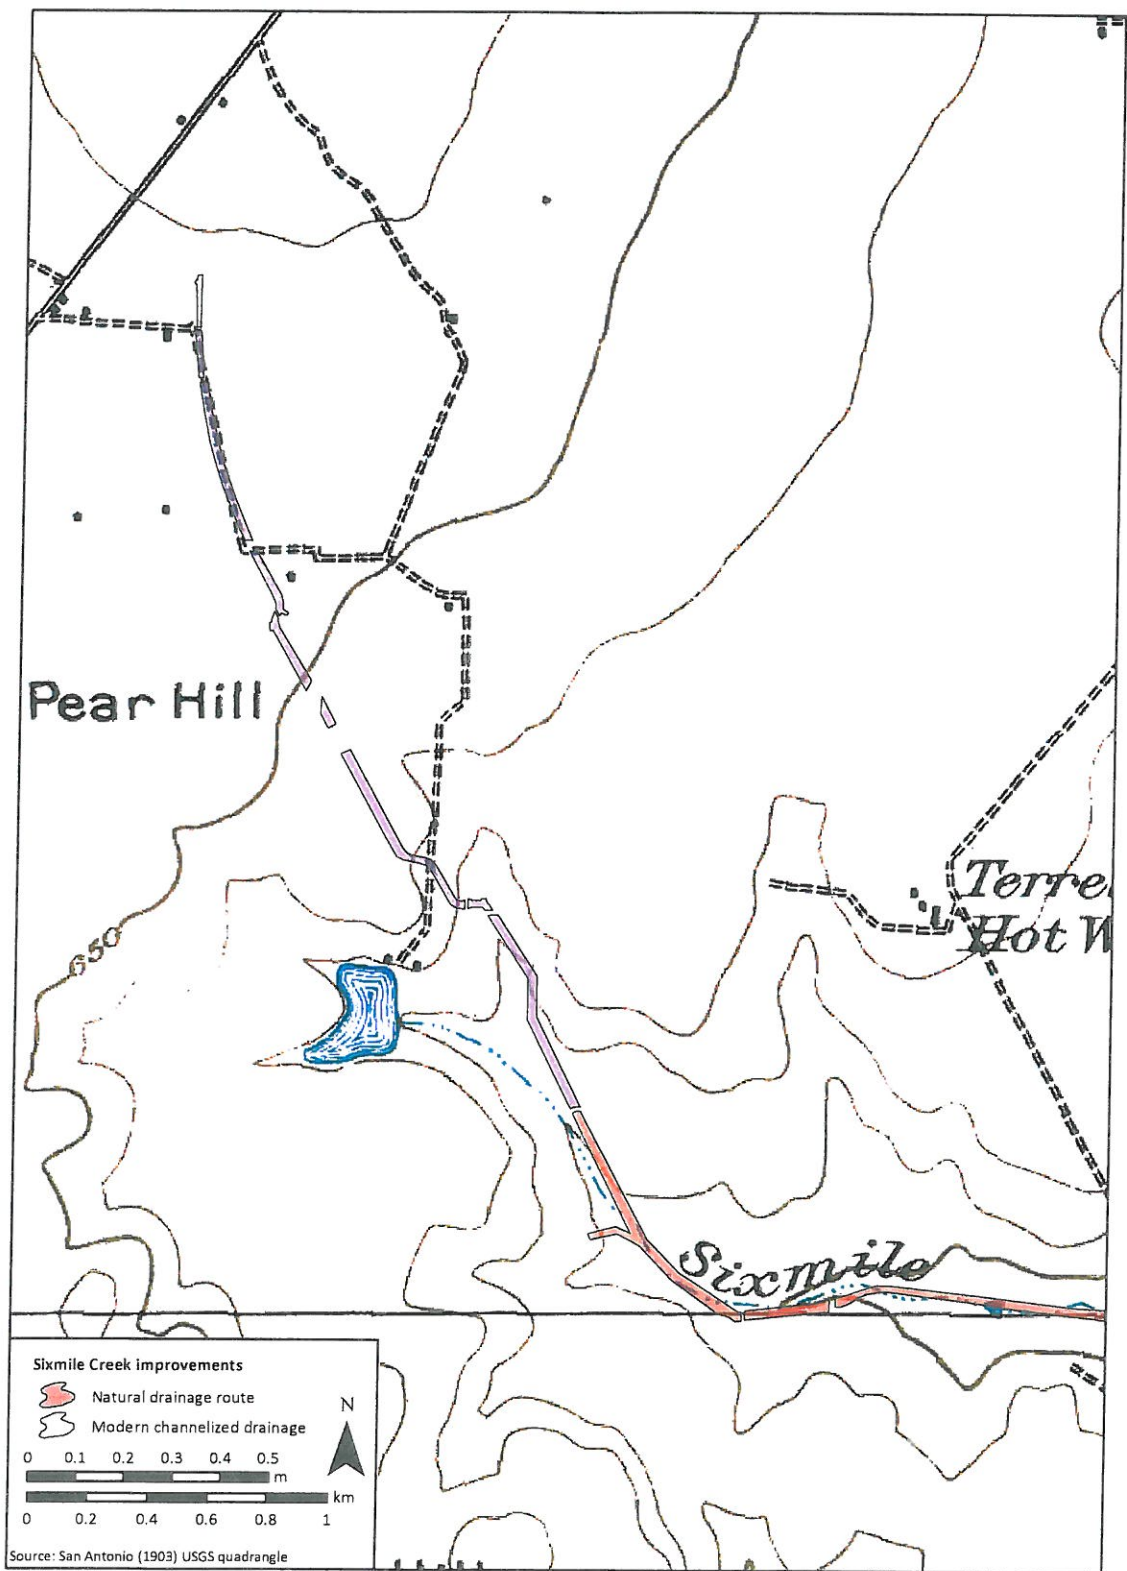 Pear Hill
650
Terre
Hot W
Sixmile
Sixmile Creek improvements
Natural drainage route
Modern channelized drainage
N
0 0.1 0.2 0.3 0.4 0.5
m
km
0 0.2 0.4 0.6 0.8 1
Source: San Antonio (1903) USGS quadrangle